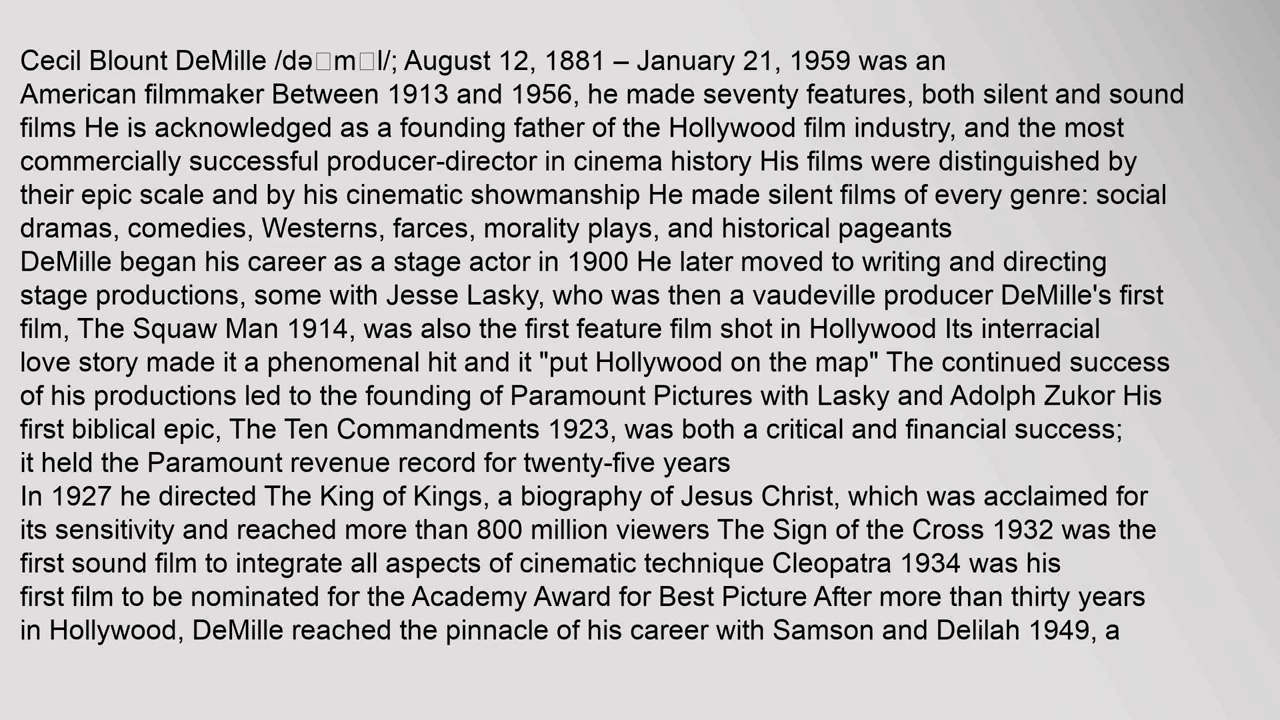 Cecil Blount DeMille /də□m□l/; August 12, 1881 – January 21, 1959 was an
American filmmaker Between 1913 and 1956, he made seventy features, both silent and sound
films He is acknowledged as a founding father of the Hollywood film industry, and the most
commercially successful producer-director in cinema history His films were distinguished by
their epic scale and by his cinematic showmanship He made silent films of every genre: social
dramas, comedies, Westerns, farces, morality plays, and historical pageants
DeMille began his career as a stage actor in 1900 He later moved to writing and directing
stage productions, some with Jesse Lasky, who was then a vaudeville producer DeMille's first
film, The Squaw Man 1914, was also the first feature film shot in Hollywood Its interracial
love story made it a phenomenal hit and it "put Hollywood on the map" The continued success
of his productions led to the founding of Paramount Pictures with Lasky and Adolph Zukor His
first biblical epic, The Ten Commandments 1923, was both a critical and financial success;
it held the Paramount revenue record for twenty-five years
In 1927 he directed The King of Kings, a biography of Jesus Christ, which was acclaimed for
its sensitivity and reached more than 800 million viewers The Sign of the Cross 1932 was the
first sound film to integrate all aspects of cinematic technique Cleopatra 1934 was his
first film to be nominated for the Academy Award for Best Picture After more than thirty years
in Hollywood, DeMille reached the pinnacle of his career with Samson and Delilah 1949, a